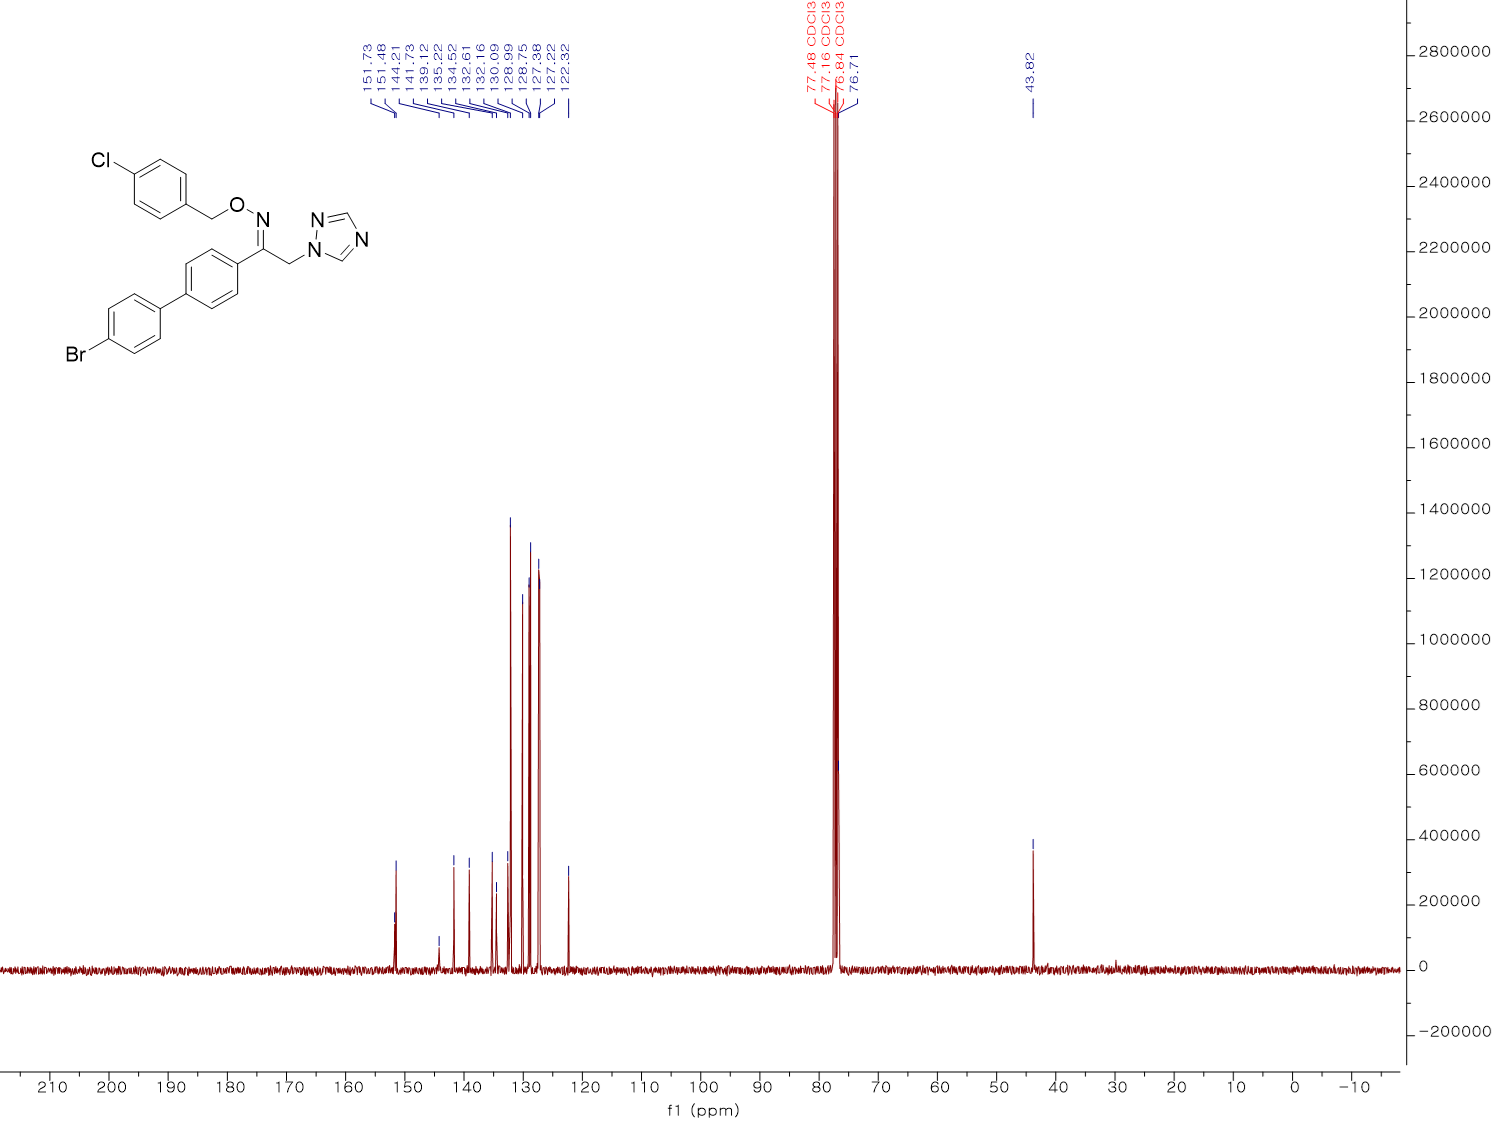 151.73
151.48
144.21
141.73
139.12
135.22
134.52
132.61
132.16
130.09
128.99
128.75
127.38
127.22
122.32
77.48 CDCl3
77.16 CDCl3
76.84 CDCl3
76.71
43.82
Cl
O
N
N
N
N
Br
2800000
2600000
2400000
2200000
2000000
1800000
1600000
1400000
1200000
1000000
800000
600000
400000
200000
0
−200000
210 200 190 180 170 160 150 140 130 120 110 100 90 80 70 60 50 40 30 20 10 0 −10
f1 (ppm)